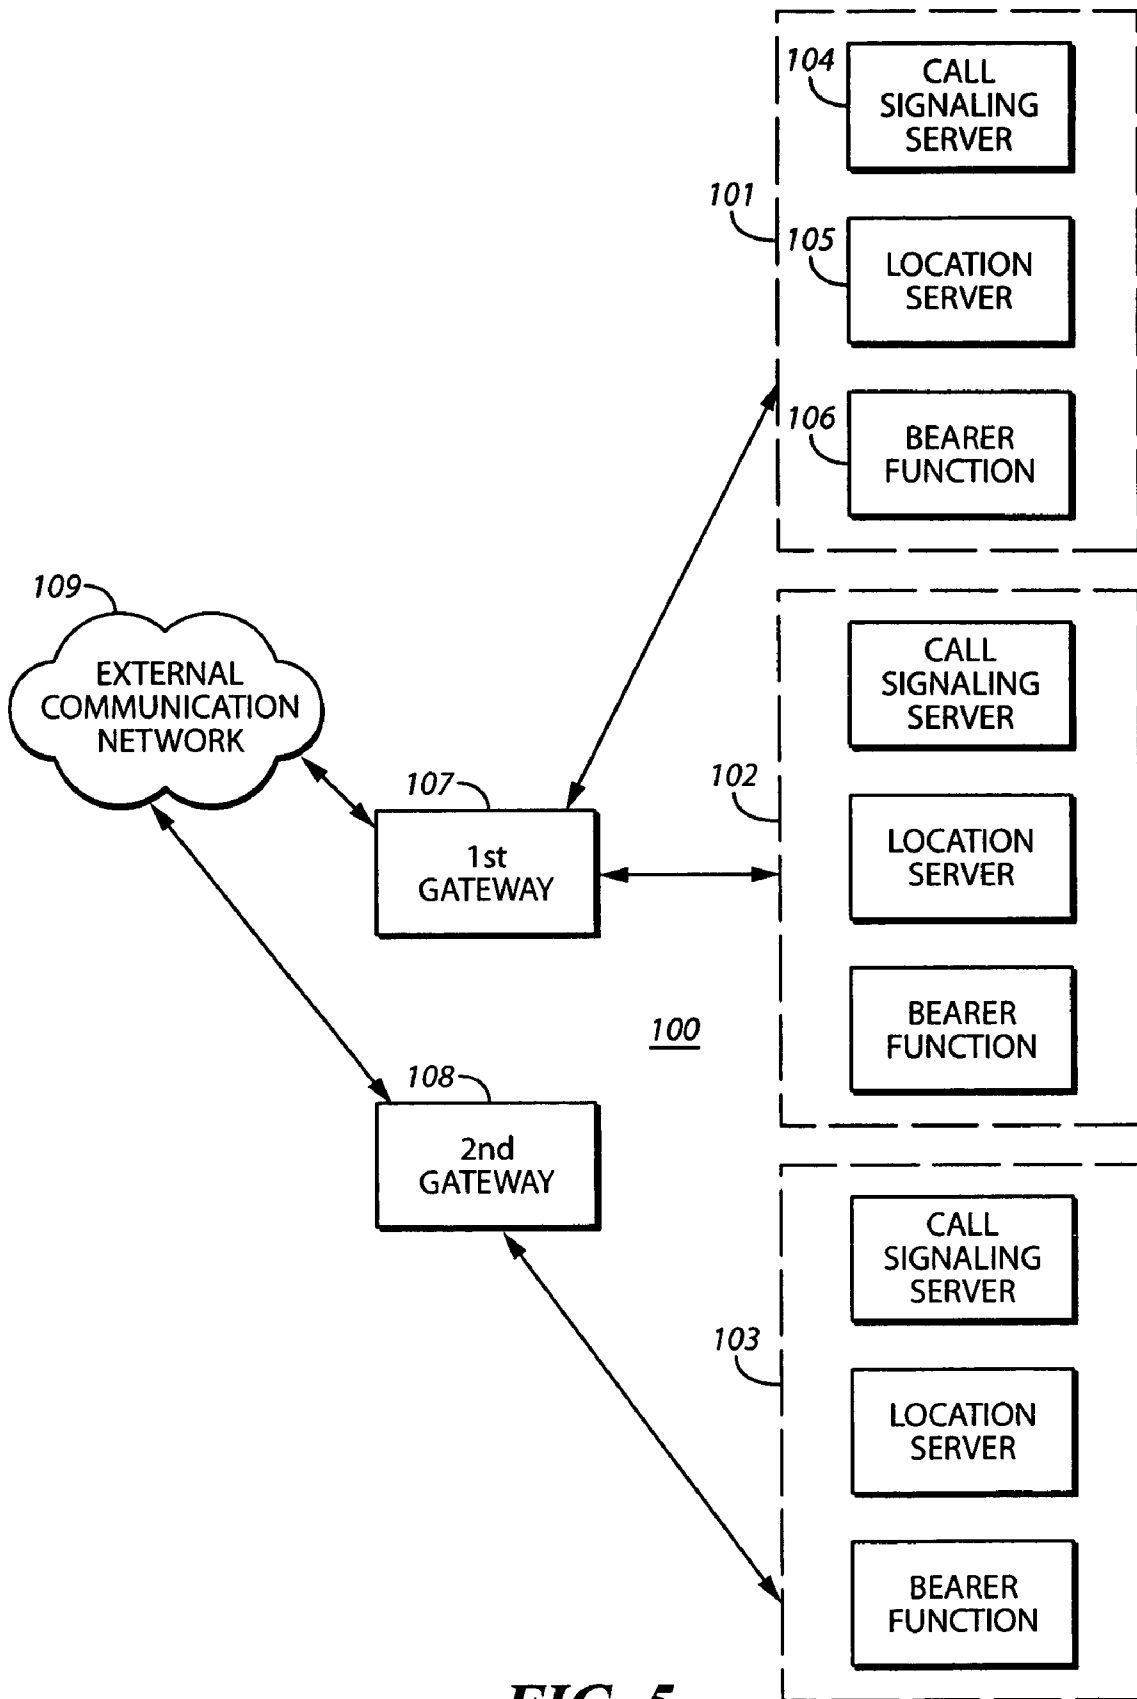 104
CALL
SIGNALING
SERVER
101
105
LOCATION
SERVER
106
BEARER
FUNCTION
109
EXTERNAL
COMMUNICATION
NETWORK
CALL
SIGNALING
SERVER
107
1st
GATEWAY
102
LOCATION
SERVER
100
BEARER
FUNCTION
108
2nd
GATEWAY
CALL
SIGNALING
SERVER
103
LOCATION
SERVER
BEARER
FUNCTION
FIG. 5